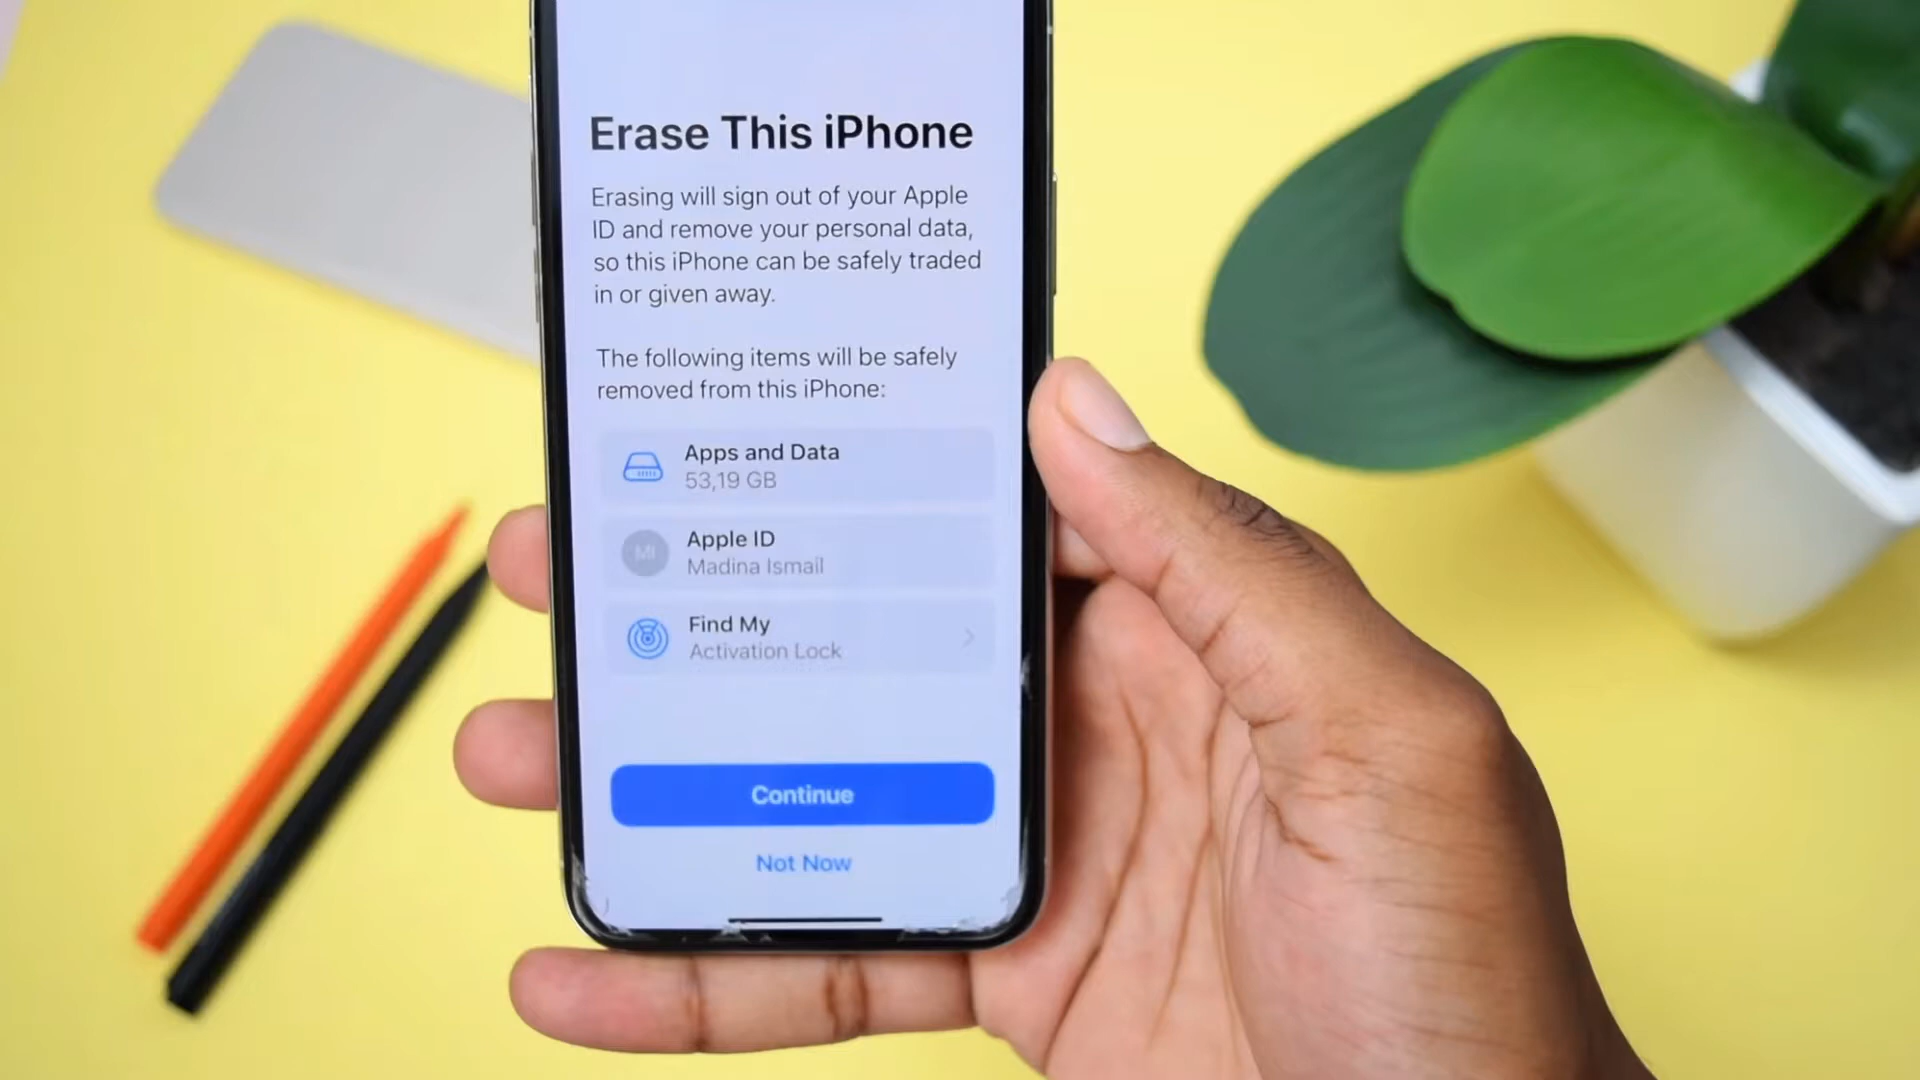 Erase This iPhone
Erasing will sign out of your Apple
ID and remove your personal data,
so this iPhone can be safely traded
in or given away.
The following items will be safely
removed from this iPhone:
Apps and Data
53,19 GB
MI
Apple ID
Madina Ismail
Find My
Activation Lock
Continue
Not Now